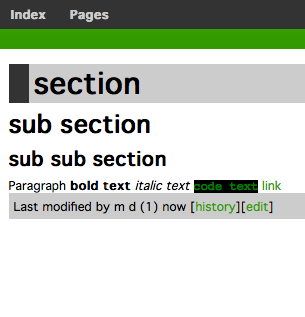 Index Pages
section
sub section
sub sub section
Paragraph bold text italic text code text link
Last modified by m d (1) now [history][edit]